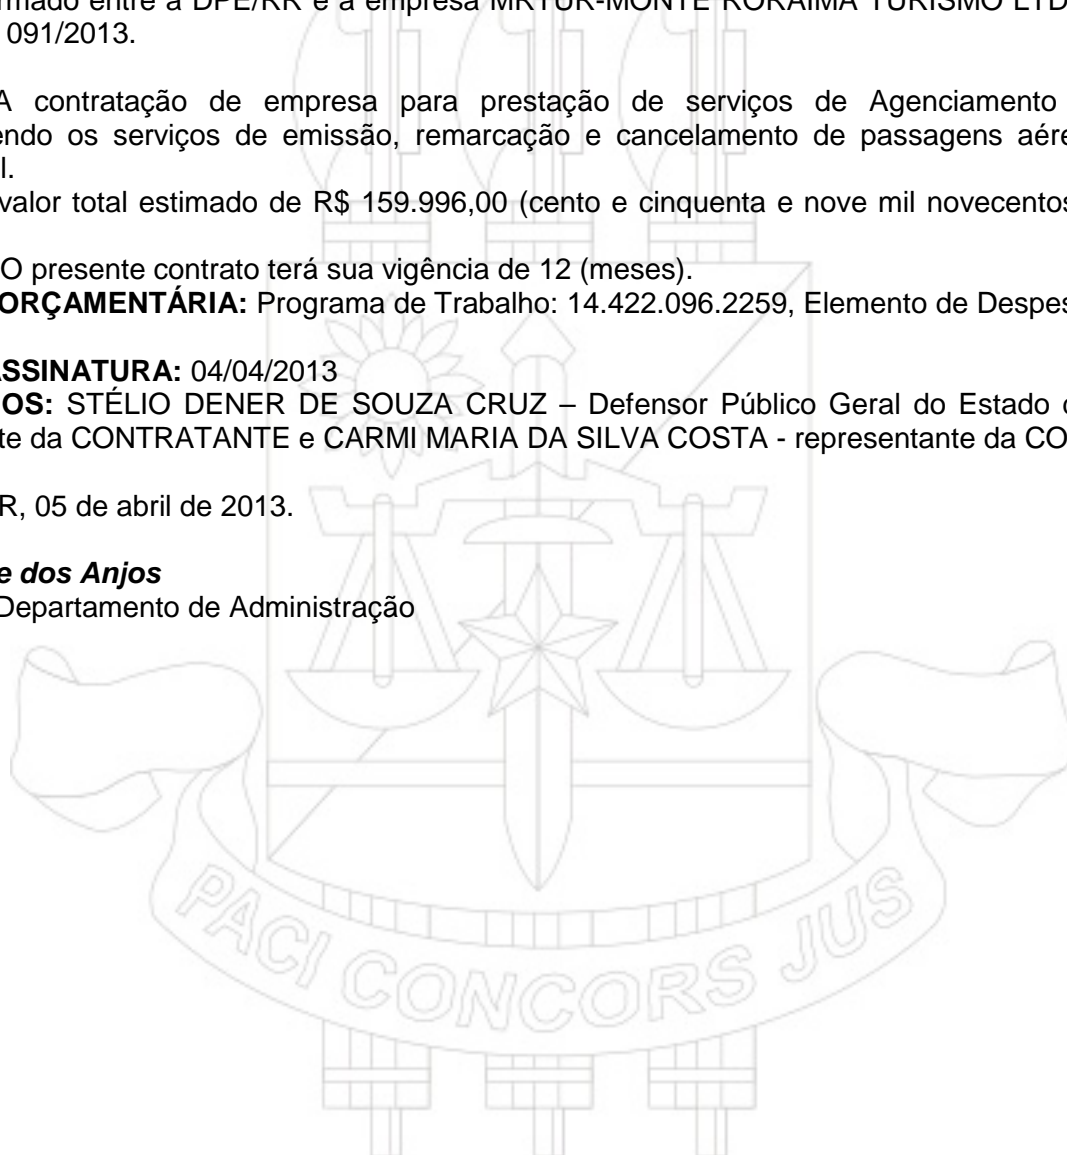 rmado entre a DPE/RR e a empresa MRTUR-MONTE RORAIMA TURISMO LTD
091/2013.
A contratação de empresa para prestação de serviços de Agenciamento
endo os serviços de emissão, remarcação e cancelamento de passagens aére
l.
valor total estimado de R$ 159.996,00 (cento e cinquenta e nove mil novecentos
O presente contrato terá sua vigência de 12 (meses).
ORÇAMENTÁRIA: Programa de Trabalho: 14.422.096.2259, Elemento de Despes
ASSINATURA: 04/04/2013
OS: STÉLIO DENER DE SOUZA CRUZ – Defensor Público Geral do Estado d
te da CONTRATANTE e CARMI MARIA DA SILVA COSTA - representante da CO
R, 05 de abril de 2013.
e dos Anjos
Departamento de Administração
PACI CONCORS JUS